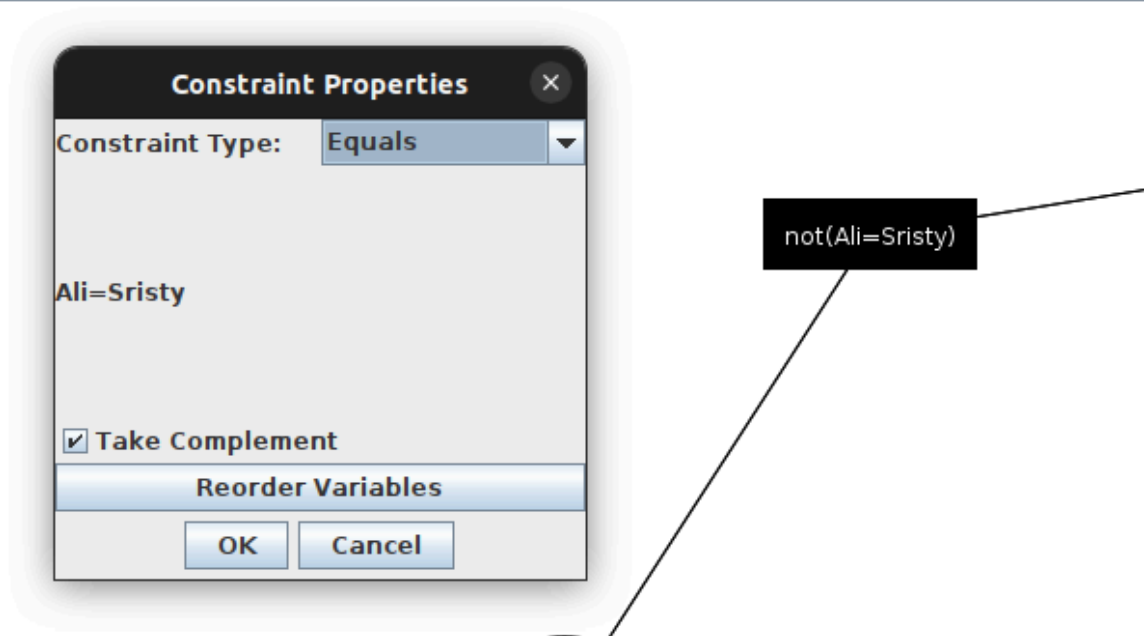 Constraint Properties
Constraint Type: Equals
not(Ali=Sristy)
Ali=Sristy
Take Complement
Reorder Variables
OK Cancel